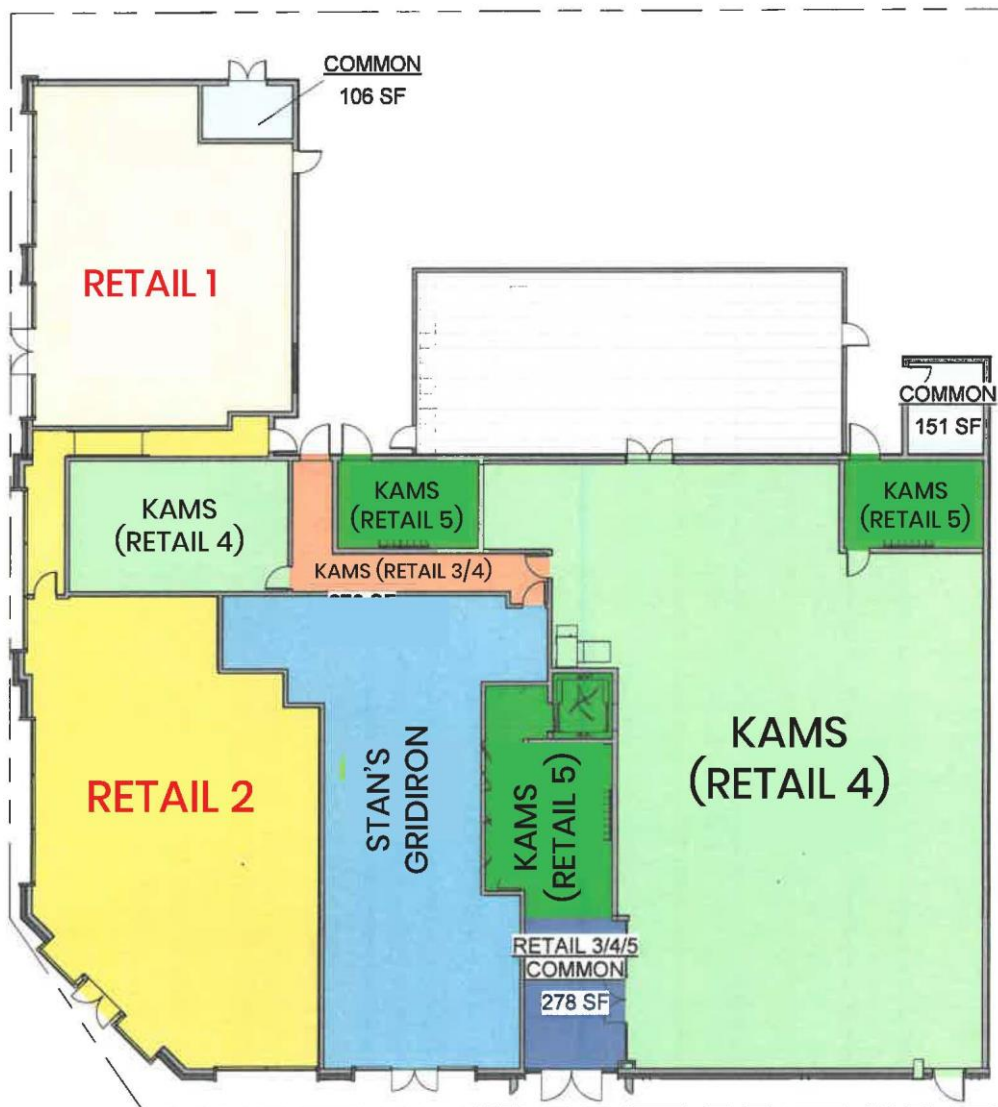 COMMON
106 SF
RETAIL 1
COMMON
151 SF
KAMS
(RETAIL 4)
KAMS
(RETAIL 5)
KAMS
(RETAIL 5)
KAMS (RETAIL 3/4)
RETAIL 2
STAN'S
GRIDIRON
KAMS
(RETAIL 5)
KAMS
(RETAIL 4)
RETAIL 3/4/5
COMMON
278 SF